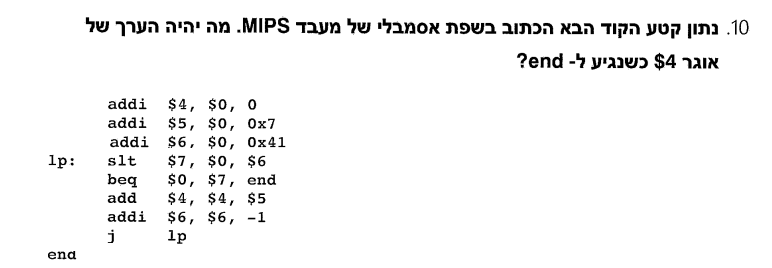 10. נתון קטע הקוד הבא הכתוב בשפת אסמבלי של מעבד MIPS. מה יהיה הערך של
אוגר $4 כשנגיע ל- end?
addi $4, $0, 0
addi $5, $0, 0x7
addi $6, $0, 0x41
lp: slt $7, $0, $6
beq $0, $7, end
add $4, $4, $5
addi $6, $6, -1
j lp
end